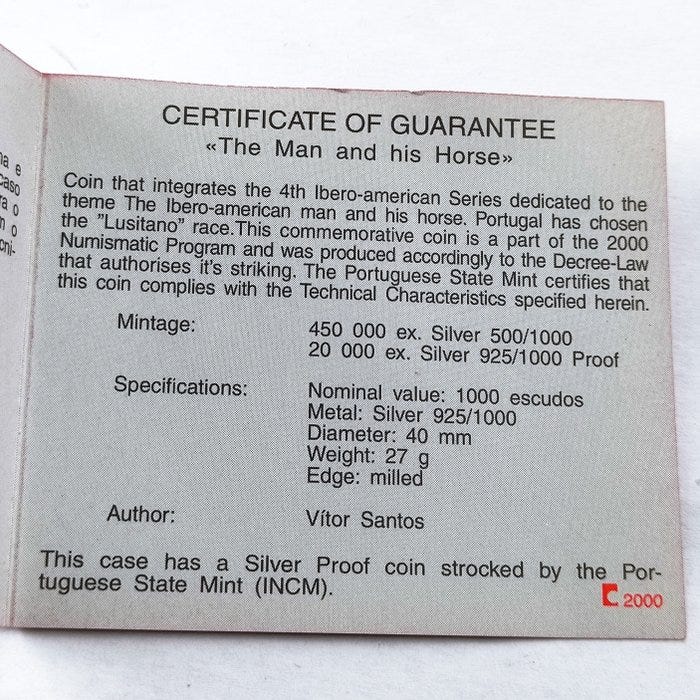 na e
caso
ra o
n o
cni-
CERTIFICATE OF GUARANTEE
«The Man and his Horse»
Coin that integrates the 4th Ibero-american Series dedicated to the
theme The Ibero-american man and his horse. Portugal has chosen
the "Lusitano" race.This commemorative coin is a part of the 2000
Numismatic Program and was produced accordingly to the Decree-Law
that authorises it's striking. The Portuguese State Mint certifies that
this coin complies with the Technical Characteristics specified herein.
Mintage: 450 000 ex. Silver 500/1000
20 000 ex. Silver 925/1000 Proof
Specifications: Nominal value: 1000 escudos
Metal: Silver 925/1000
Diameter: 40 mm
Weight: 27 g
Edge: milled
Author: Vítor Santos
This case has a Silver Proof coin strocked by the Por-
tuguese State Mint (INCM).
2000